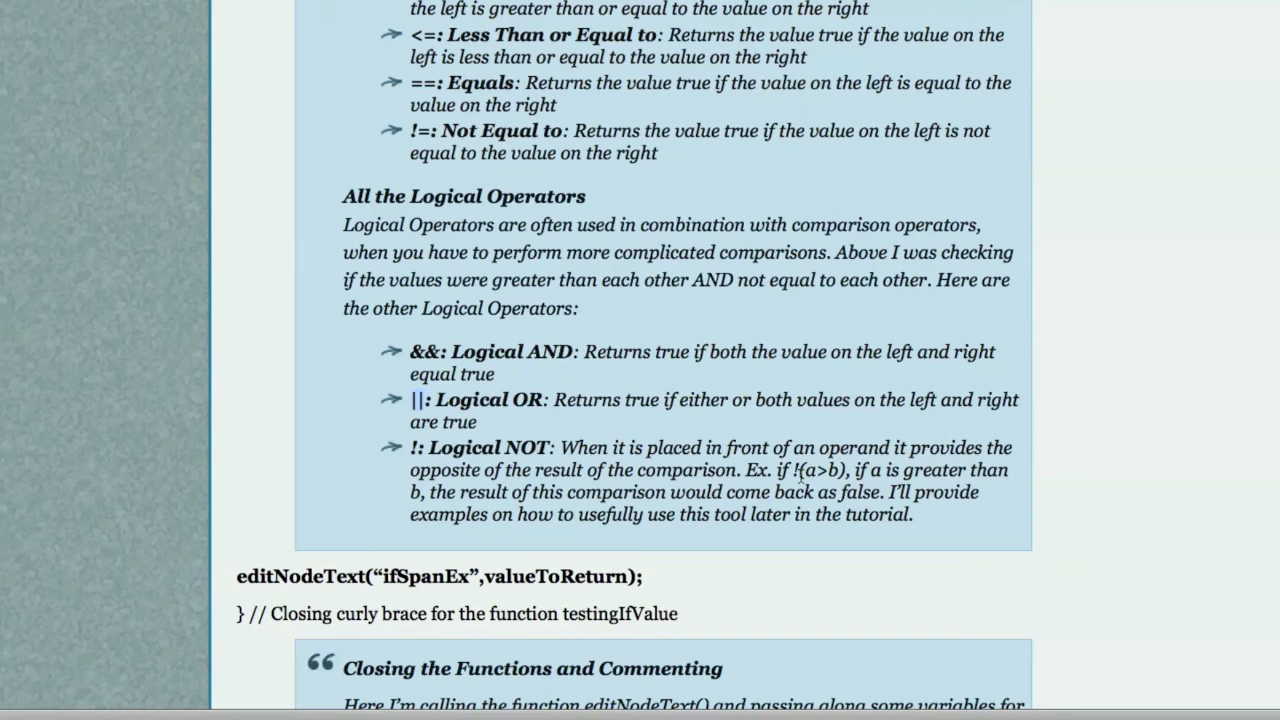 the left is greater than or equal to the value on the right
<=: Less Than or Equal to: Returns the value true if the value on the
left is less than or equal to the value on the right
==: Equals: Returns the value true if the value on the left is equal to the
value on the right
!=: Not Equal to: Returns the value true if the value on the left is not
equal to the value on the right
All the Logical Operators
Logical Operators are often used in combination with comparison operators,
when you have to perform more complicated comparisons. Above I was checking
if the values were greater than each other AND not equal to each other. Here are
the other Logical Operators:
&&: Logical AND: Returns true if both the value on the left and right
equal true
||: Logical OR: Returns true if either or both values on the left and right
are true
!: Logical NOT: When it is placed in front of an operand it provides the
opposite of the result of the comparison. Ex. if !(a>b), if a is greater than
b, the result of this comparison would come back as false. I’ll provide
examples on how to usefully use this tool later in the tutorial.
editNodeText(“ifSpanEx”,valueToReturn);
} // Closing curly brace for the function testingIfValue
“ Closing the Functions and Commenting
Here I’m calling the function editNodeText() and passing along some variables for